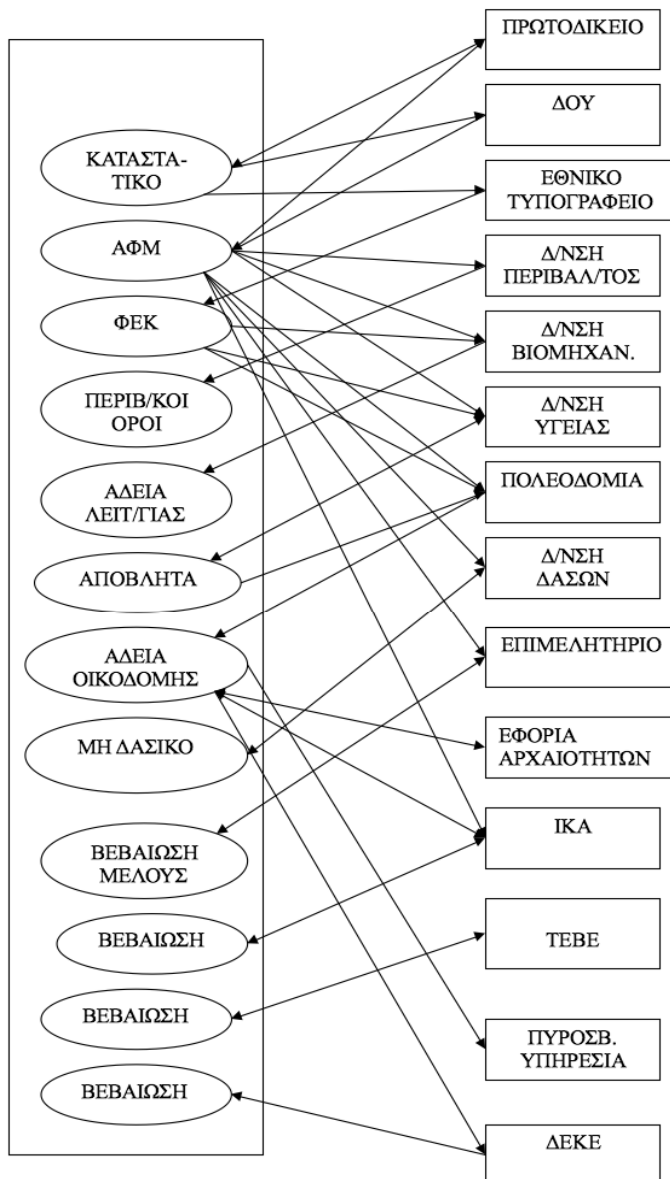 ΚΑΤΑΣΤΑ-
ΤΙΚΟ
ΑΦΜ
ΦΕΚ
ΠΕΡΙΒ/ΚΟΙ
ΟΡΟΙ
ΑΔΕΙΑ
ΛΕΙΤ/ΓΙΑΣ
ΑΠΟΒΛΗΤΑ
ΑΔΕΙΑ
ΟΙΚΟΔΟΜΗΣ
ΜΗ ΔΑΣΙΚΟ
ΒΕΒΑΙΩΣΗ
ΜΕΛΟΥΣ
ΒΕΒΑΙΩΣΗ
ΒΕΒΑΙΩΣΗ
ΒΕΒΑΙΩΣΗ
ΠΡΩΤΟΔΙΚΕΙΟ
ΔΟΥ
ΕΘΝΙΚΟ
ΤΥΠΟΓΡΑΦΕΙΟ
Δ/ΝΣΗ
ΠΕΡΙΒΑΛ/ΤΟΣ
Δ/ΝΣΗ
ΒΙΟΜΗΧΑΝ.
Δ/ΝΣΗ
ΥΓΕΙΑΣ
ΠΟΛΕΟΔΟΜΙΑ
Δ/ΝΣΗ
ΔΑΣΩΝ
ΕΠΙΜΕΛΗΤΗΡΙΟ
ΕΦΟΡΙΑ
ΑΡΧΑΙΟΤΗΤΩΝ
ΙΚΑ
ΤΕΒΕ
ΠΥΡΟΣΒ.
ΥΠΗΡΕΣΙΑ
ΔΕΚΕ